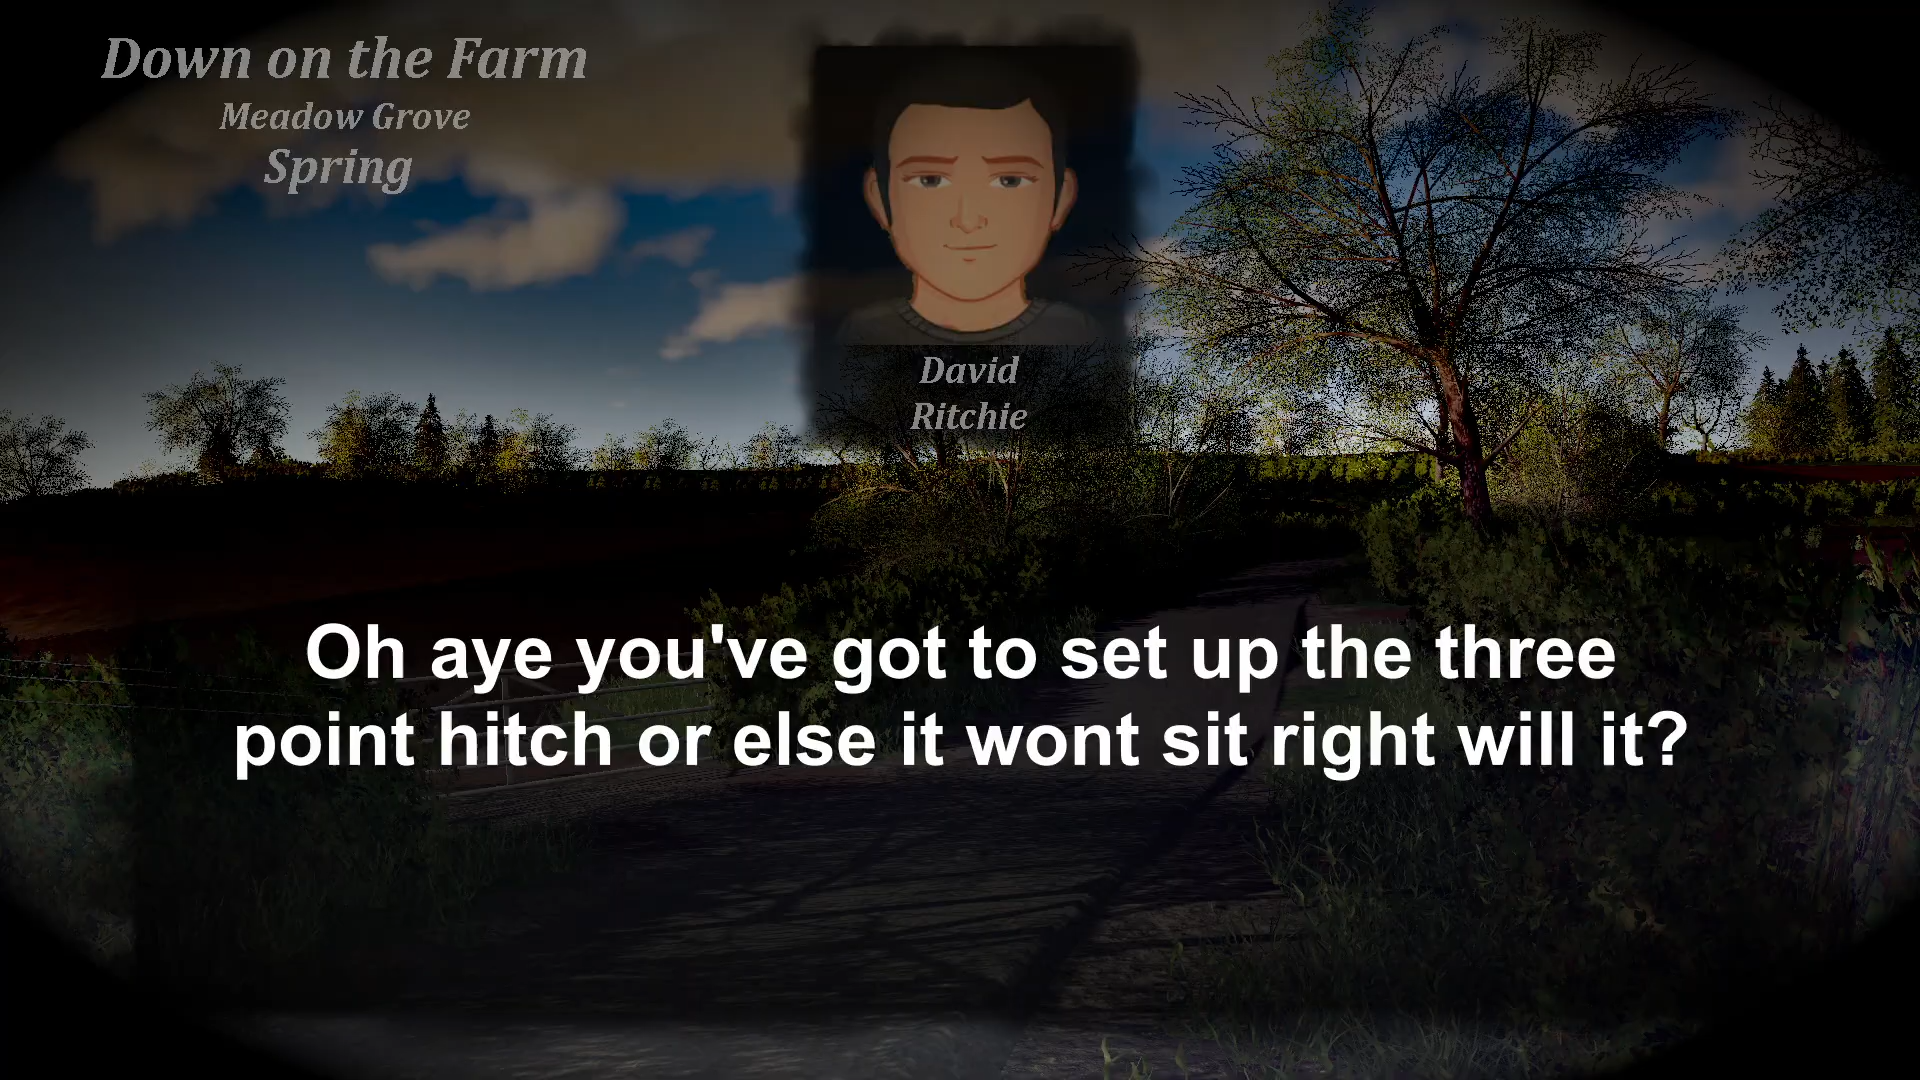 Down on the Farm
Meadow Grove
Spring
David
Ritchie
Oh aye you've got to set up the three
point hitch or else it wont sit right will it?